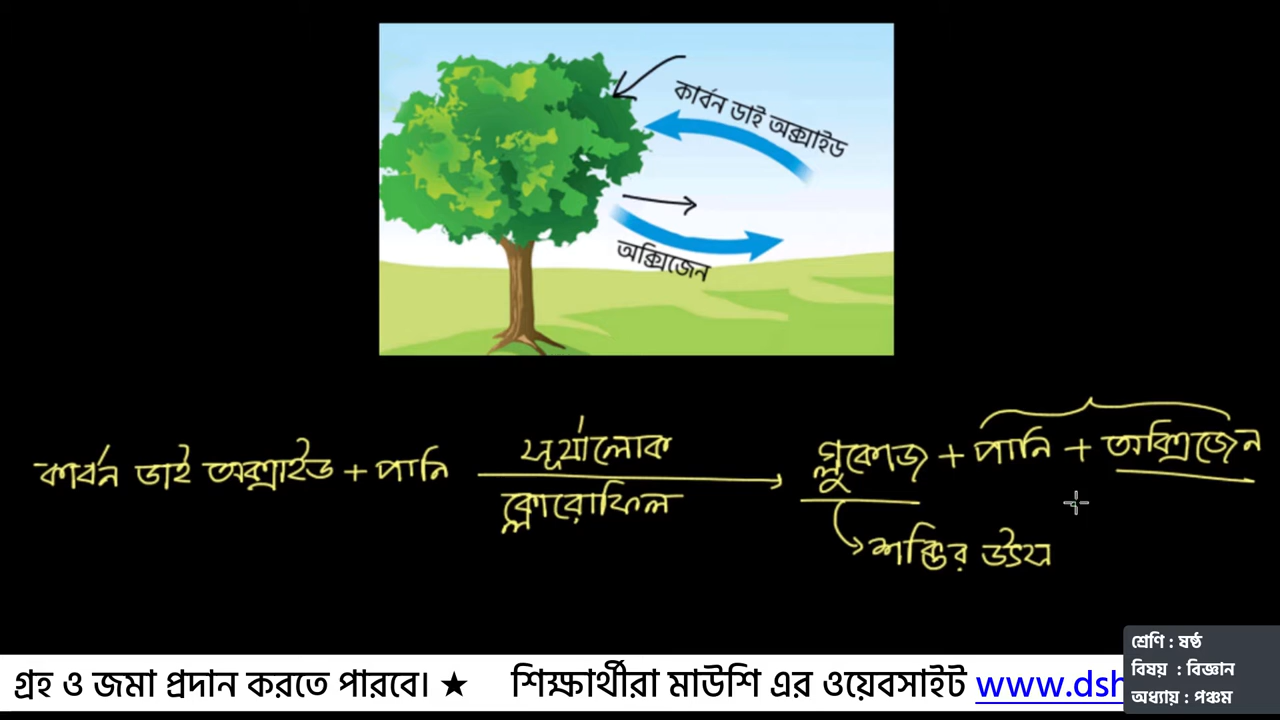 কার্বন ডাই অক্সাইড
অক্সিজেন
কার্বন ডাই অক্সাইড + পানি
সূর্যালোক
ক্লোরোফিল
গ্লুকোজ + পানি + অক্সিজেন
শক্তির উৎস
শ্রেণি : ষষ্ঠ
বিষয় : বিজ্ঞান
অধ্যায় : পঞ্চম
গ্রহ ও জমা প্রদান করতে পারবে। ★ শিক্ষার্থীরা মাউশি এর ওয়েবসাইট www.dsh